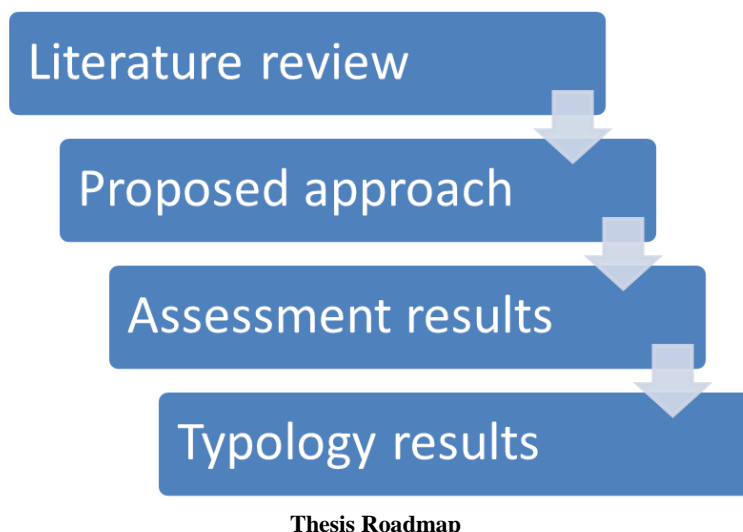 Literature review
Proposed approach
Assessment results
Typology results
Thesis Roadmap